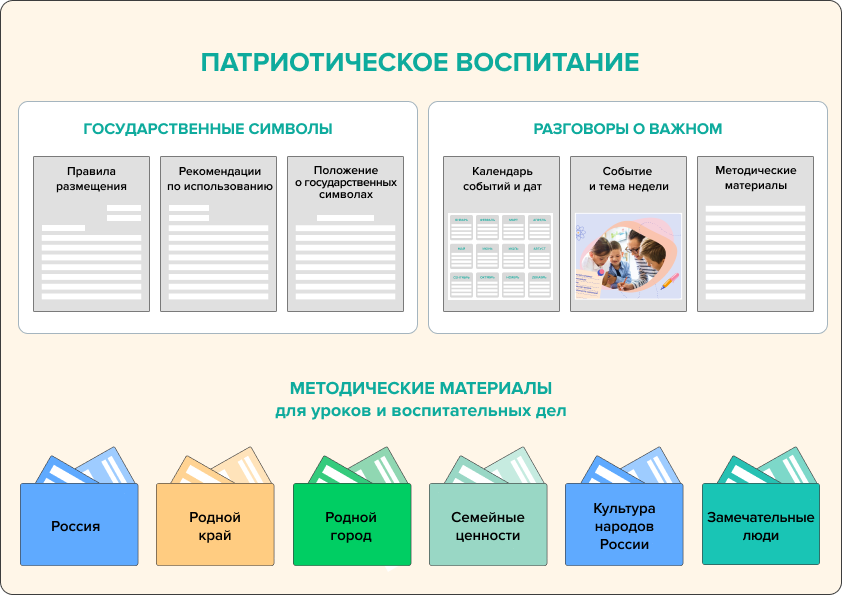 ПАТРИОТИЧЕСКОЕ ВОСПИТАНИЕ
ГОСУДАРСТВЕННЫЕ СИМВОЛЫ
Правила
размещения
Рекомендации
по использованию
Положение
о государственных
символах
РАЗГОВОРЫ О ВАЖНОМ
Календарь
событий и дат
Событие
и тема недели
Методические
материалы
МЕТОДИЧЕСКИЕ МАТЕРИАЛЫ
для уроков и воспитательных дел
Россия
Родной
край
Родной
город
Семейные
ценности
Культура
народов
России
Замечательные
люди